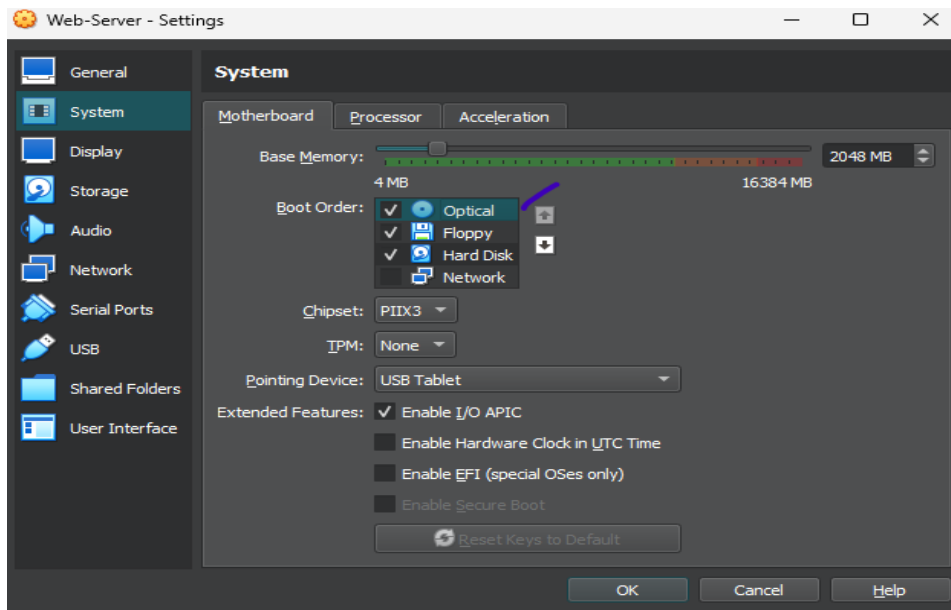 Web-Server - Settings
General
System
Display
Storage
Audio
Network
Serial Ports
USB
Shared Folders
User Interface
System
Motherboard Processor Acceleration
Base Memory: 2048 MB
4 MB 16384 MB
Boot Order: Optical
Floppy
Hard Disk
Network
Chipset: PIIX3
TPM: None
Pointing Device: USB Tablet
Extended Features: Enable I/O APIC
Enable Hardware Clock in UTC Time
Enable EFI (special OSes only)
Enable Secure Boot
Reset Keys to Default
OK Cancel Help